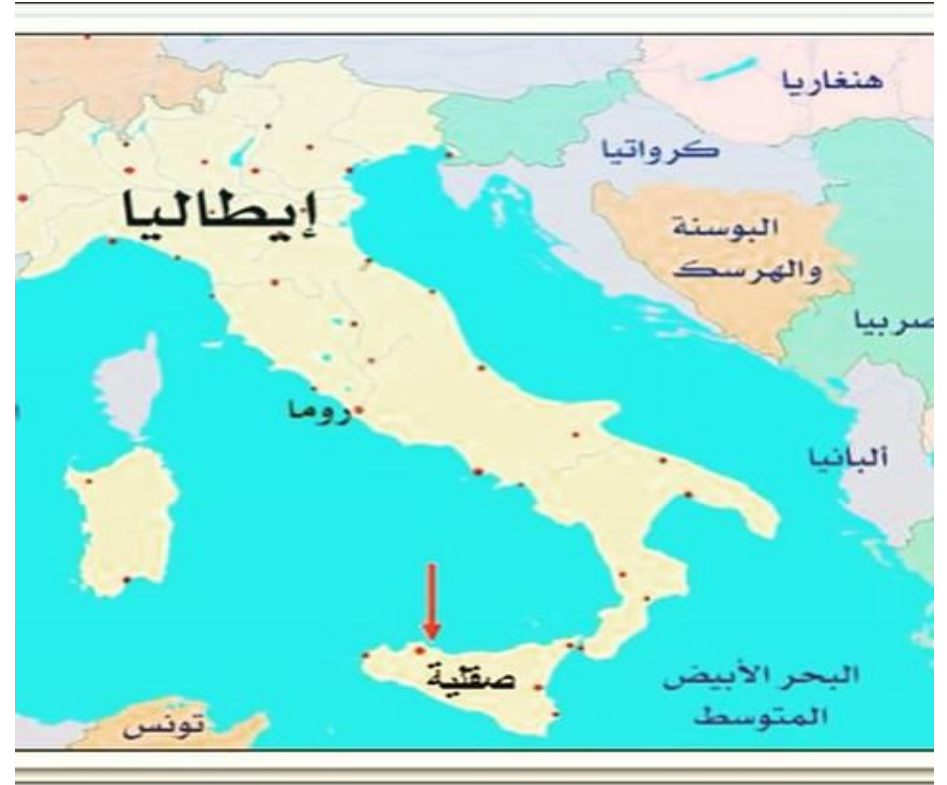 هنغاريا
كرواتيا
إيطاليا
البوسنة
والهرسك
صربيا
روما
ألبانيا
صقلية
البحر الأبيض
المتوسط
تونس